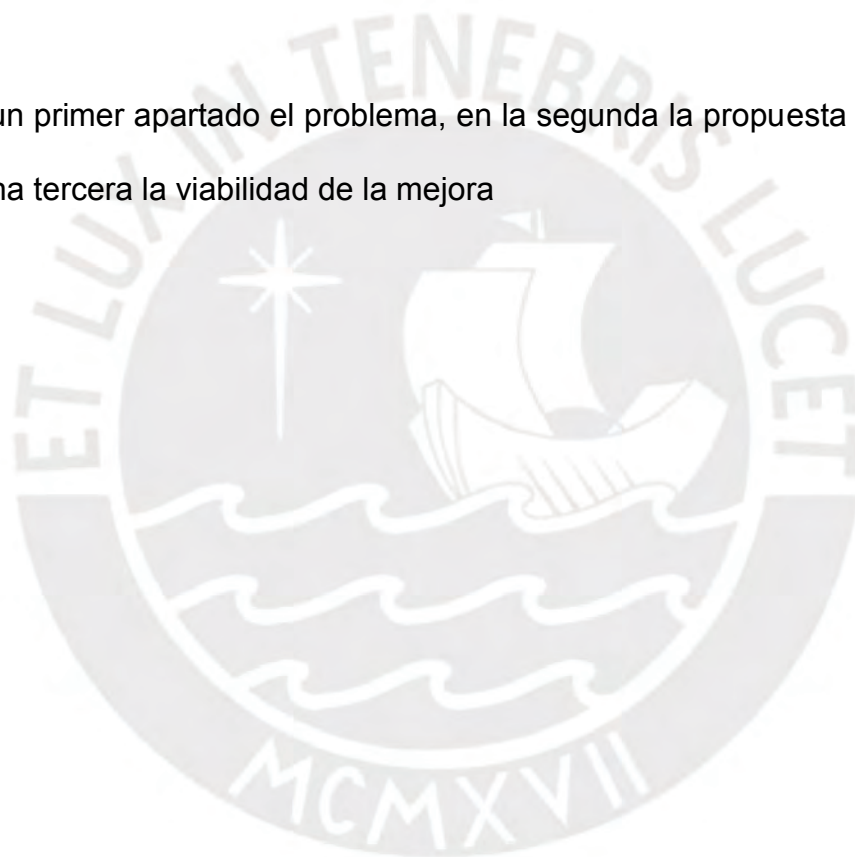 un primer apartado el problema, en la segunda la propuesta
na tercera la viabilidad de la mejora
ET LUX IN TENEBRIS LUCET
MCMXVII